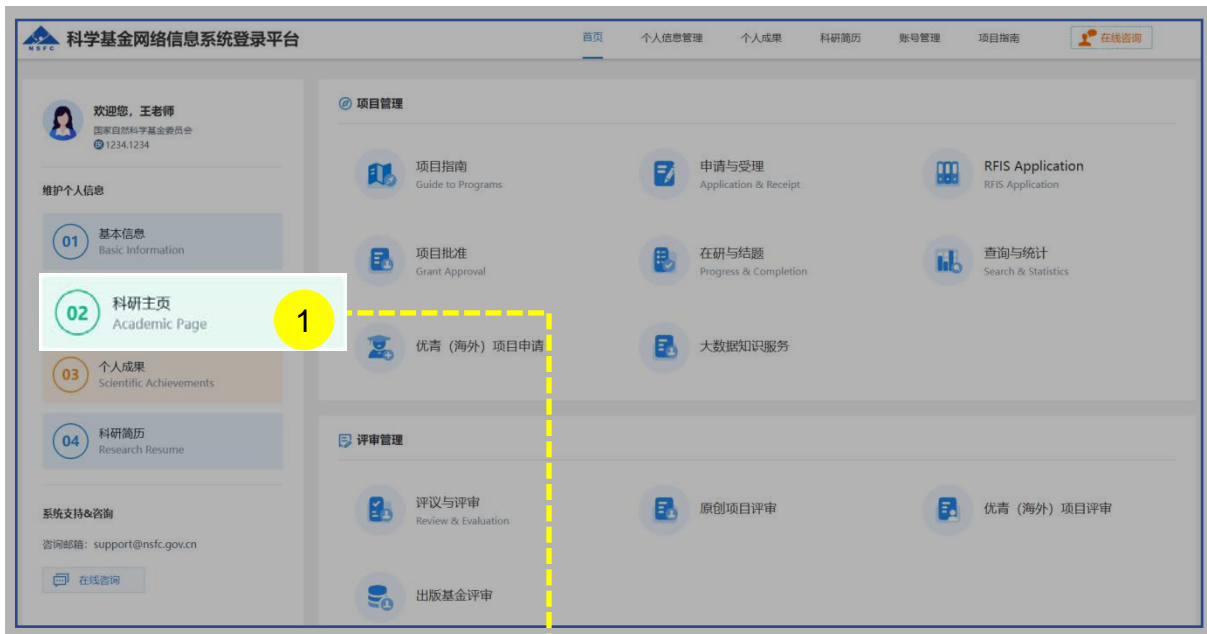 NSFC
科学基金网络信息系统登录平台
首页 个人信息管理 个人成果 科研简历 账号管理 项目指南 在线咨询
欢迎您，王老师
国家自然科学基金委员会
1234.1234
维护个人信息
01 基本信息
Basic Information
02 科研主页
Academic Page
1
03 个人成果
Scientific Achievements
04 科研简历
Research Resume
系统支持&咨询
咨询邮箱：support@nsfc.gov.cn
在线咨询
项目管理
项目指南
Guide to Programs
申请与受理
Application & Receipt
RFIS Application
RFIS Application
项目批准
Grant Approval
在研与结题
Progress & Completion
查询与统计
Search & Statistics
优青（海外）项目申请
大数据知识服务
评审管理
评议与评审
Review & Evaluation
原创项目评审
优青（海外）项目评审
出版基金评审